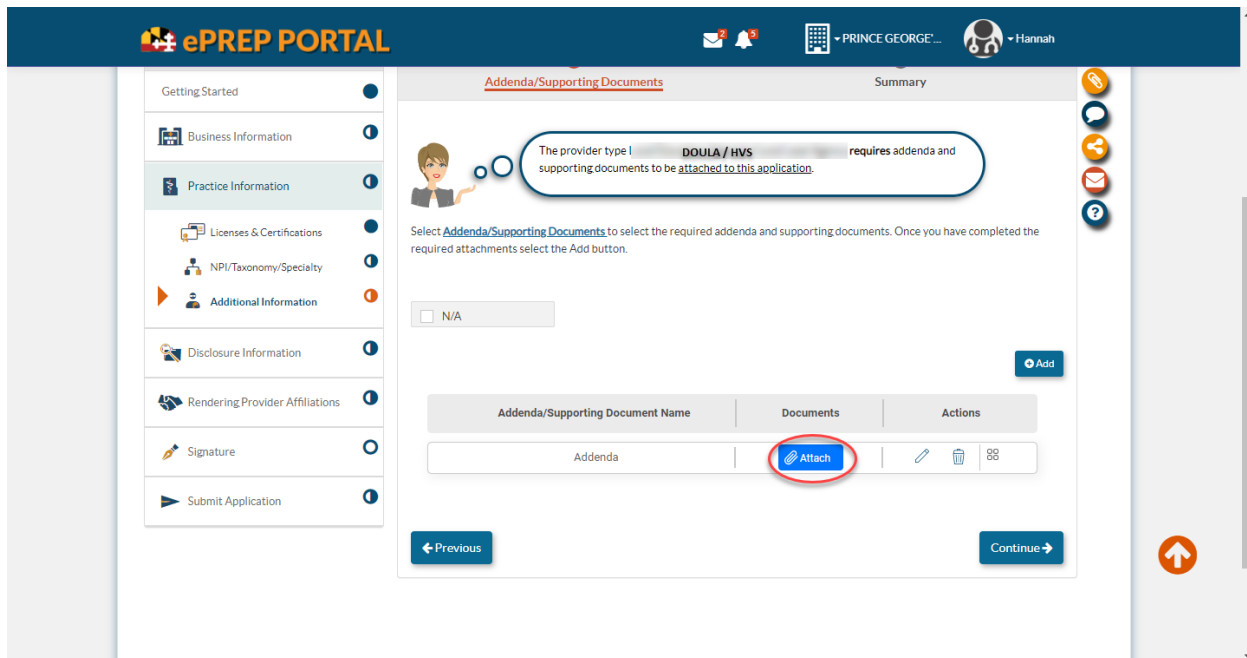 ePREP PORTAL
2
5
PRINCE GEORGE'...
Hannah
Getting Started
Business Information
Practice Information
Licenses & Certifications
NPI/Taxonomy/Specialty
Additional Information
Disclosure Information
Rendering Provider Affiliations
Signature
Submit Application
Addenda/Supporting Documents
Summary
The provider type DOULA / HVS requires addenda and
supporting documents to be attached to this application.
Select Addenda/Supporting Documents to select the required addenda and supporting documents. Once you have completed the
required attachments select the Add button.
N/A
Add
Addenda/Supporting Document Name Documents Actions
Addenda Attach
Previous
Continue